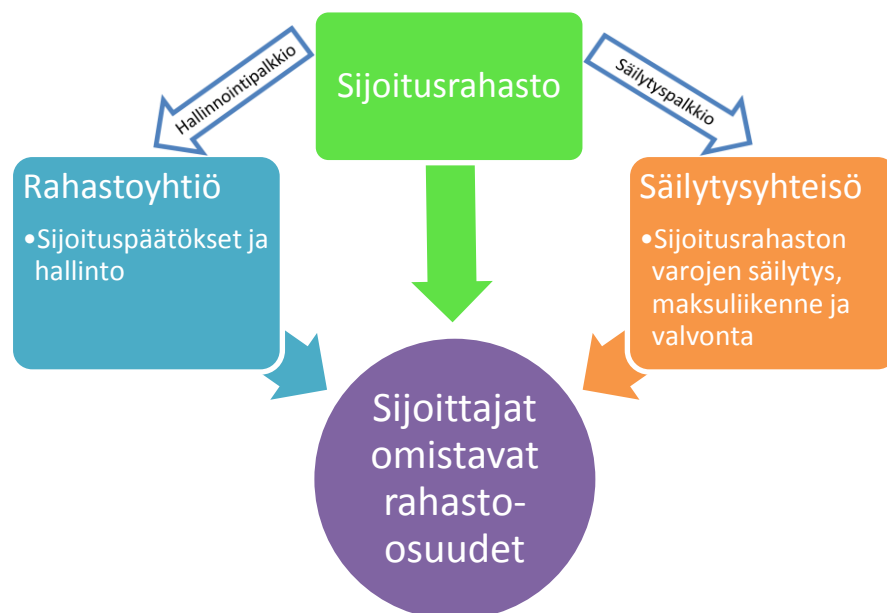 Hallinnointipalkkio
Sijoitusrahasto
Säilytyspalkkio
Rahastoyhtiö
•Sijoituspäätökset ja
hallinto
Säilytysyhteisö
•Sijoitusrahaston
varojen säilytys,
maksuliikenne ja
valvonta
Sijoittajat
omistavat
rahasto-
osuudet